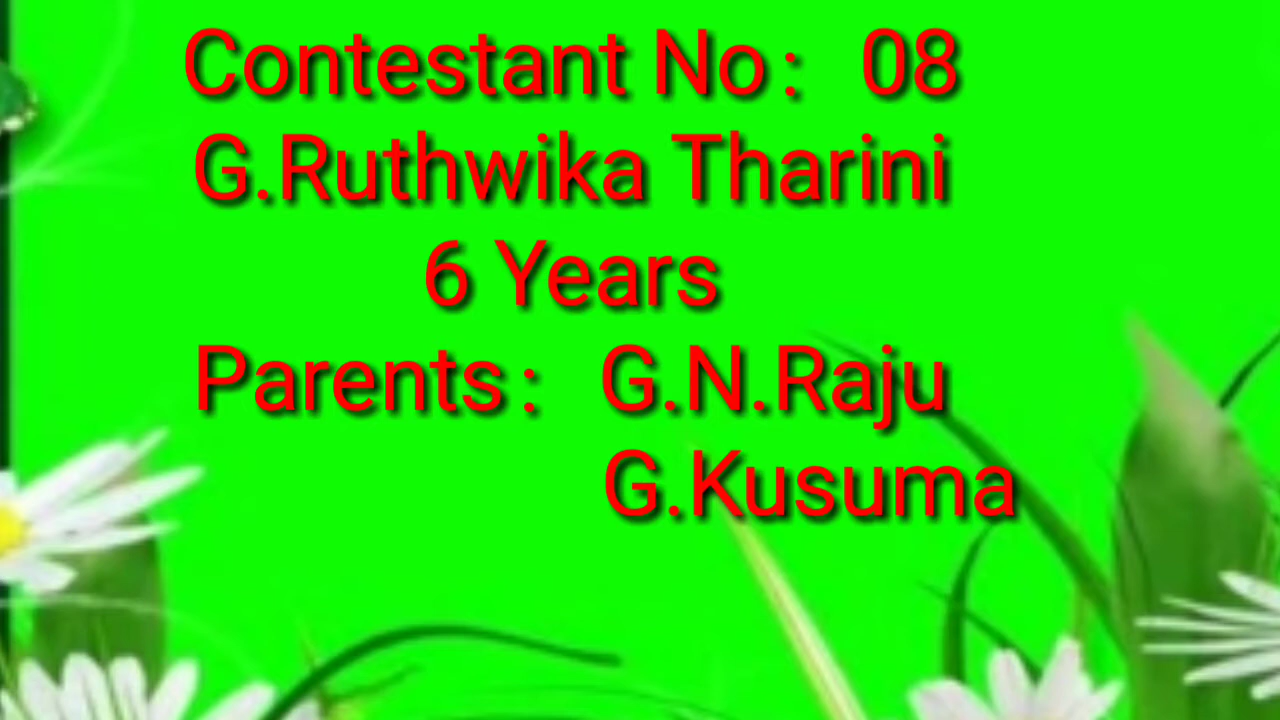 Contestant No: 08
G.Ruthwika Tharini
6 Years
Parents: G.N.Raju
G.Kusuma